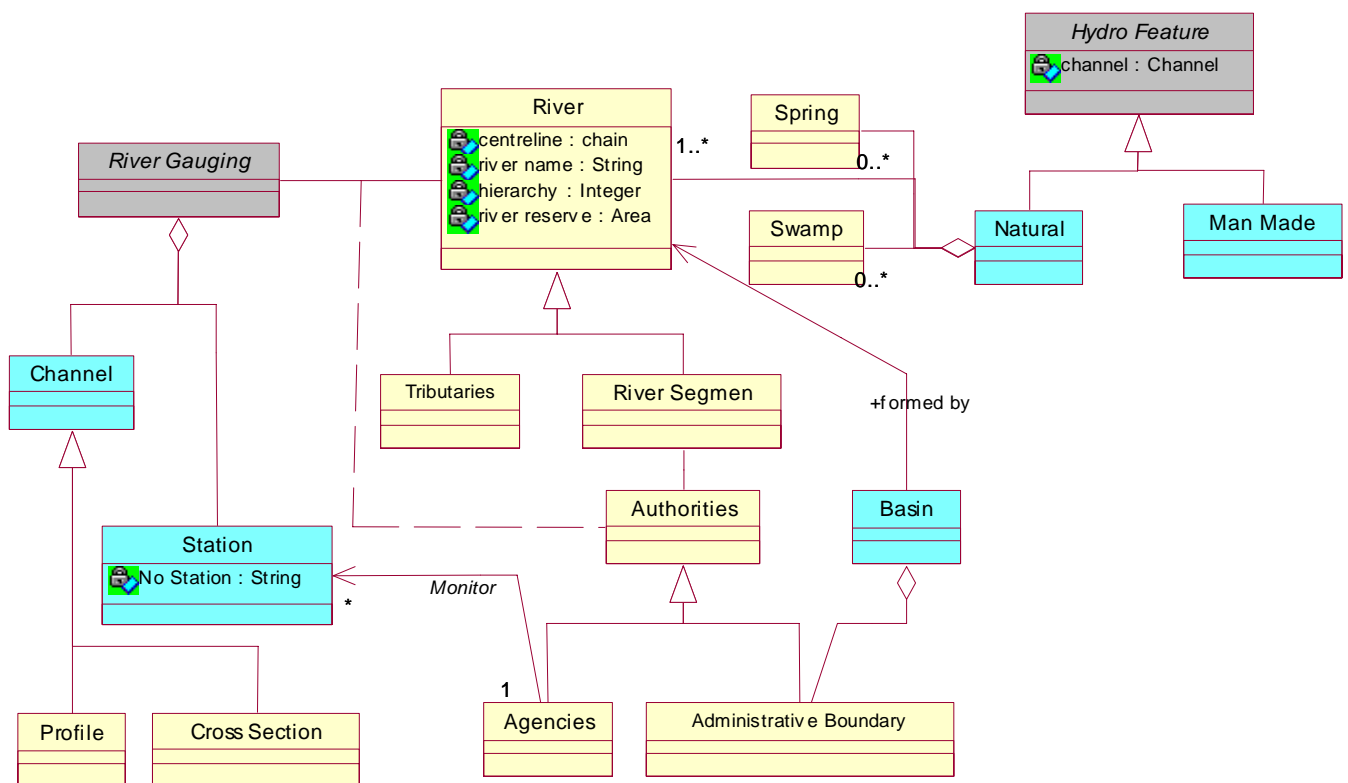 Hydro Feature
channel : Channel
River
centreline : chain
river name : String
hierarchy : Integer
river reserve : Area
1..*
Spring
0..*
River Gauging
Swamp
0..*
Natural
Man Made
Channel
Tributaries
River Segmen
+formed by
Authorities
Basin
Station
No Station : String
*
Monitor
1
Agencies
Administrative Boundary
Profile
Cross Section